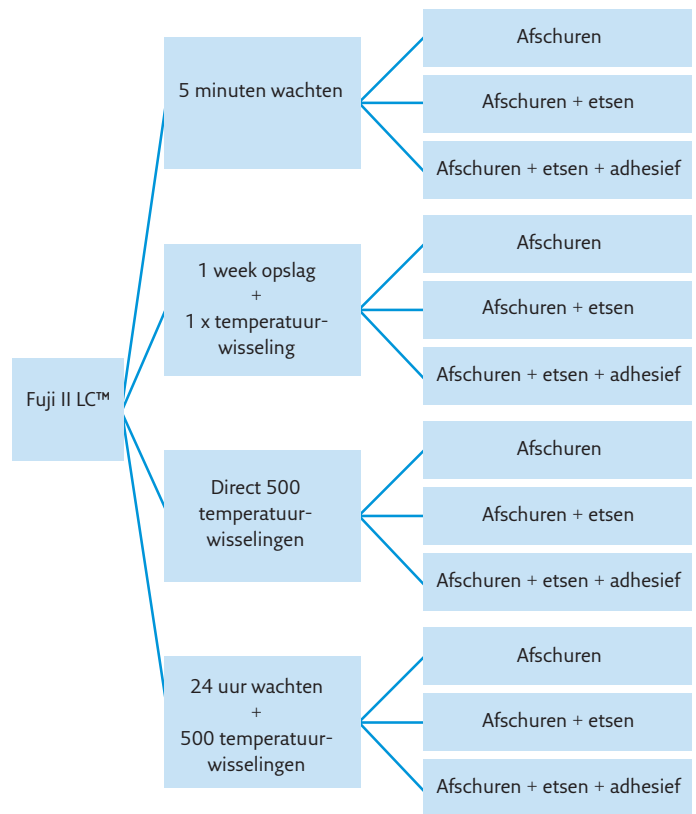 Fuji II LC™
5 minuten wachten
Afschuren
Afschuren + etsen
Afschuren + etsen + adhesief
1 week opslag
+
1 x temperatuur-
wisseling
Afschuren
Afschuren + etsen
Afschuren + etsen + adhesief
Direct 500
temperatuur-
wisselingen
Afschuren
Afschuren + etsen
Afschuren + etsen + adhesief
24 uur wachten
+
500 temperatuur-
wisselingen
Afschuren
Afschuren + etsen
Afschuren + etsen + adhesief